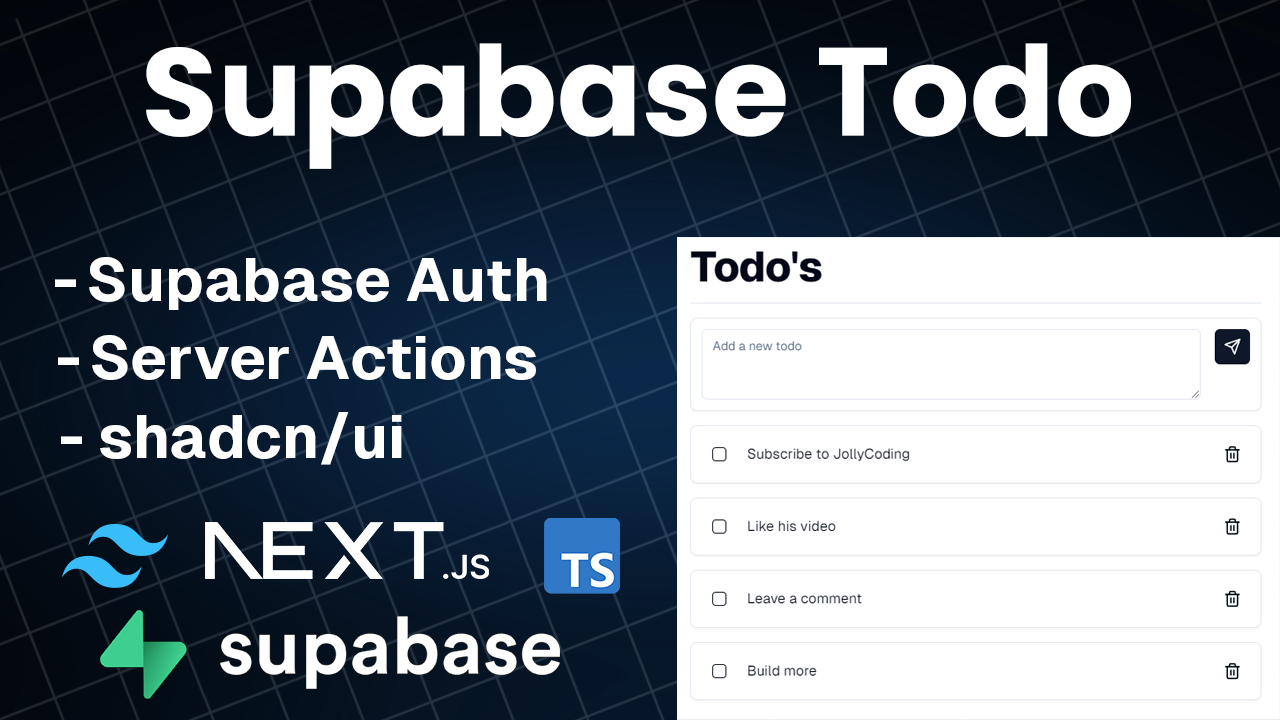 Supabase Todo
- Supabase Auth
- Server Actions
- shadcn/ui
NEXT.JS
TS
supabase
Todo's
Add a new todo
Subscribe to JollyCoding
Like his video
Leave a comment
Build more